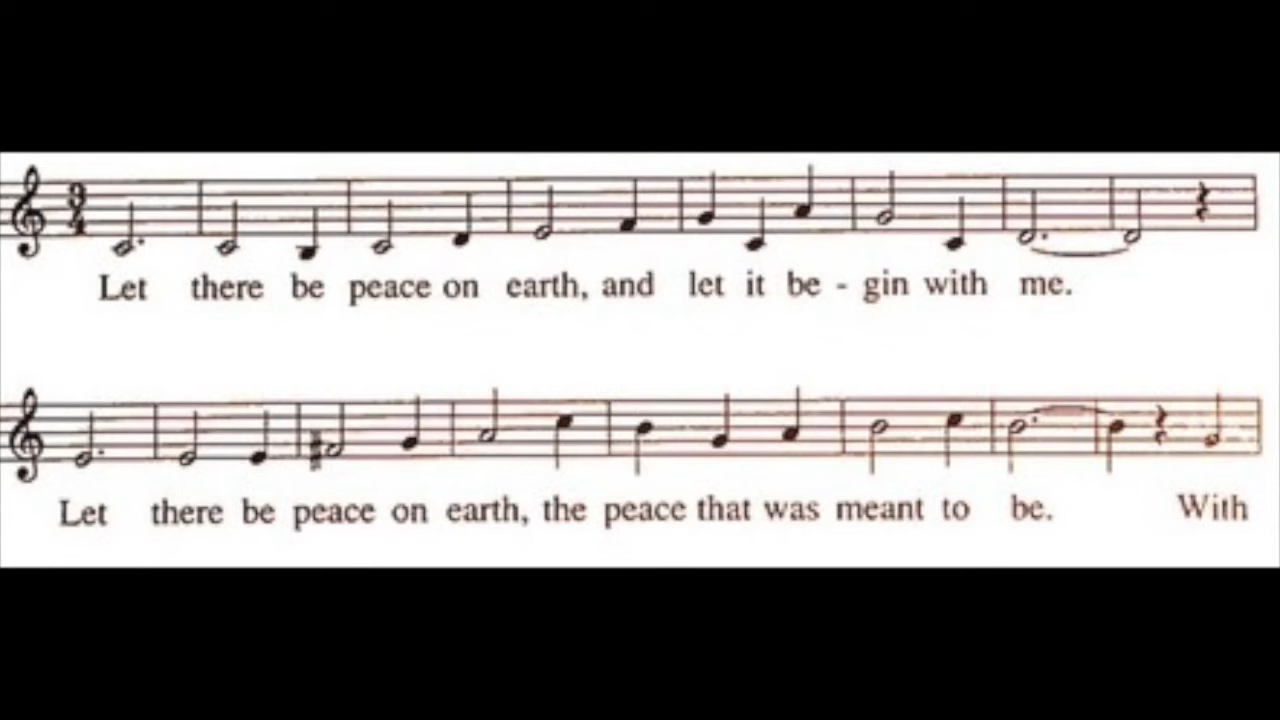 Let there be peace on earth, and let it be - gin with me.
Let there be peace on earth, the peace that was meant to be. With